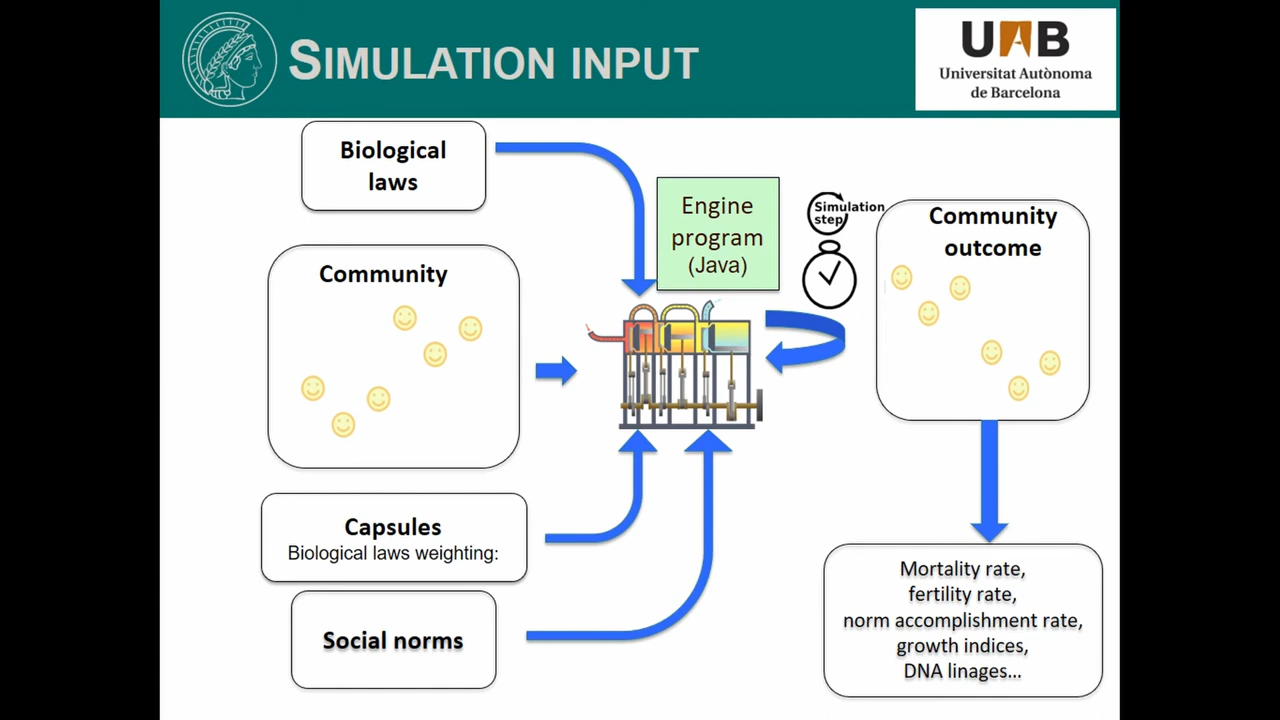 SIMULATION INPUT
UAB
Universitat Autònoma
de Barcelona
Biological
laws
Community
Capsules
Biological laws weighting:
Social norms
Engine
program
(Java)
Simulation
step
Community
outcome
Mortality rate,
fertility rate,
norm accomplishment rate,
growth indices,
DNA linages...